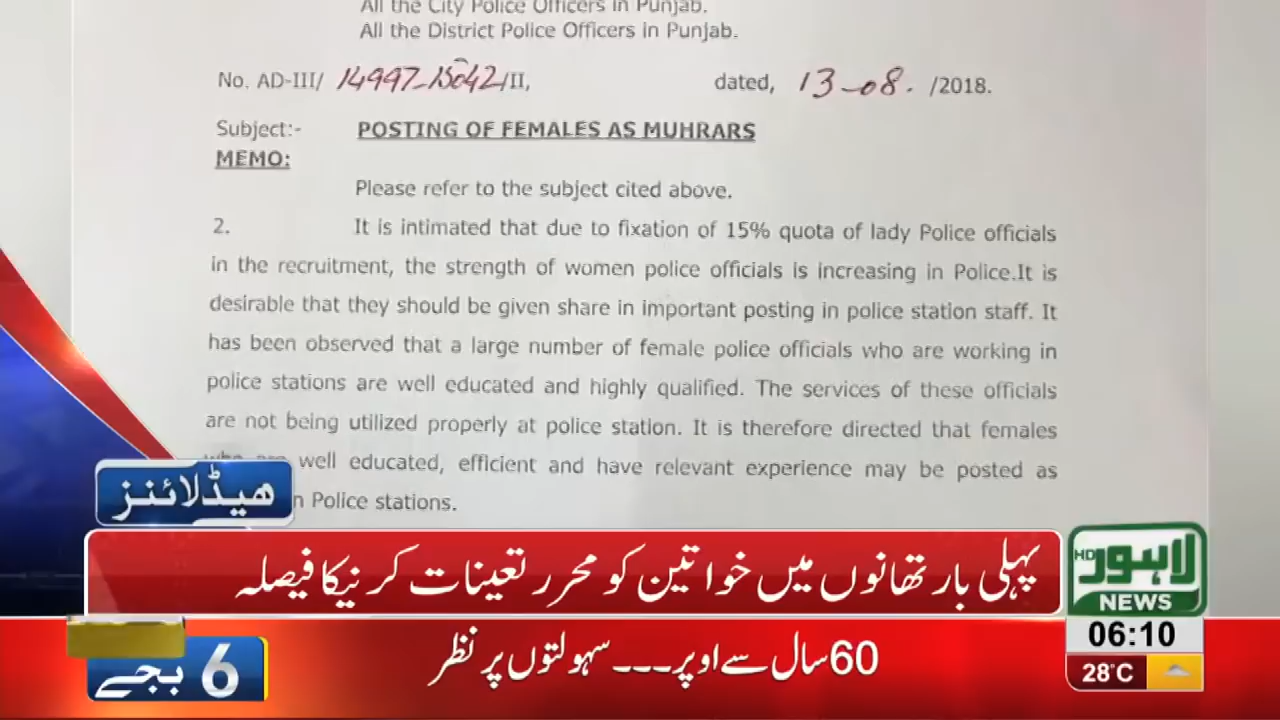 All the City Police Officers in Punjab.
All the District Police Officers in Punjab.
No. AD-III/ 14997-15042/II, dated, 13-08. /2018.
Subject:- POSTING OF FEMALES AS MUHRARS
MEMO:
Please refer to the subject cited above.
2. It is intimated that due to fixation of 15% quota of lady Police officials
in the recruitment, the strength of women police officials is increasing in Police.It is
desirable that they should be given share in important posting in police station staff. It
has been observed that a large number of female police officials who are working in
police stations are well educated and highly qualified. The services of these officials
are not being utilized properly at police station. It is therefore directed that females
well educated, efficient and have relevant experience may be posted as
n Police stations.
ہیڈلائنز
پہلی بار تھانوں میں خواتین کو محرر تعینات کرنیکا فیصلہ
HD لاہور
NEWS
06:10
60 سال سے اوپر۔۔۔ سہولتوں پر نظر
6 بجے
28°C